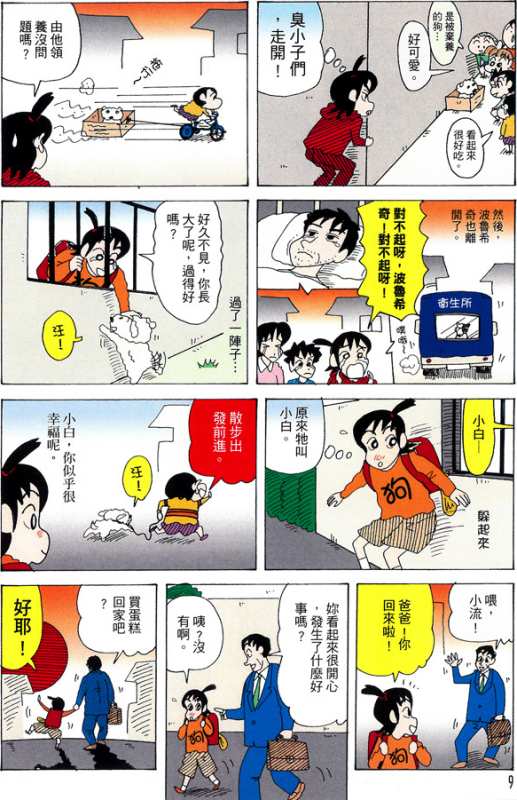 是被棄養
的狗…
好可愛。
看起來
很好吃。
臭小子們
，走開！
由他領
養沒問
題嗎？
然後，
波魯希
奇也離
開了。
衛生所
對不起呀，波魯希
奇！對不起呀！
過了一陣子…
好久不見，你長
大了呢，過得好
嗎？
汪！
小白—
躲起來
原來牠叫
小白。
狗
散步出
發前進。
汪！
小白，你似乎很
幸福呢。
喂，
小流！
爸爸！你
回來啦！
狗
妳看起來很開心
，發生了什麼好
事嗎？
咦？沒
有啊。
狗
買蛋糕
回家吧
？
好耶！
9